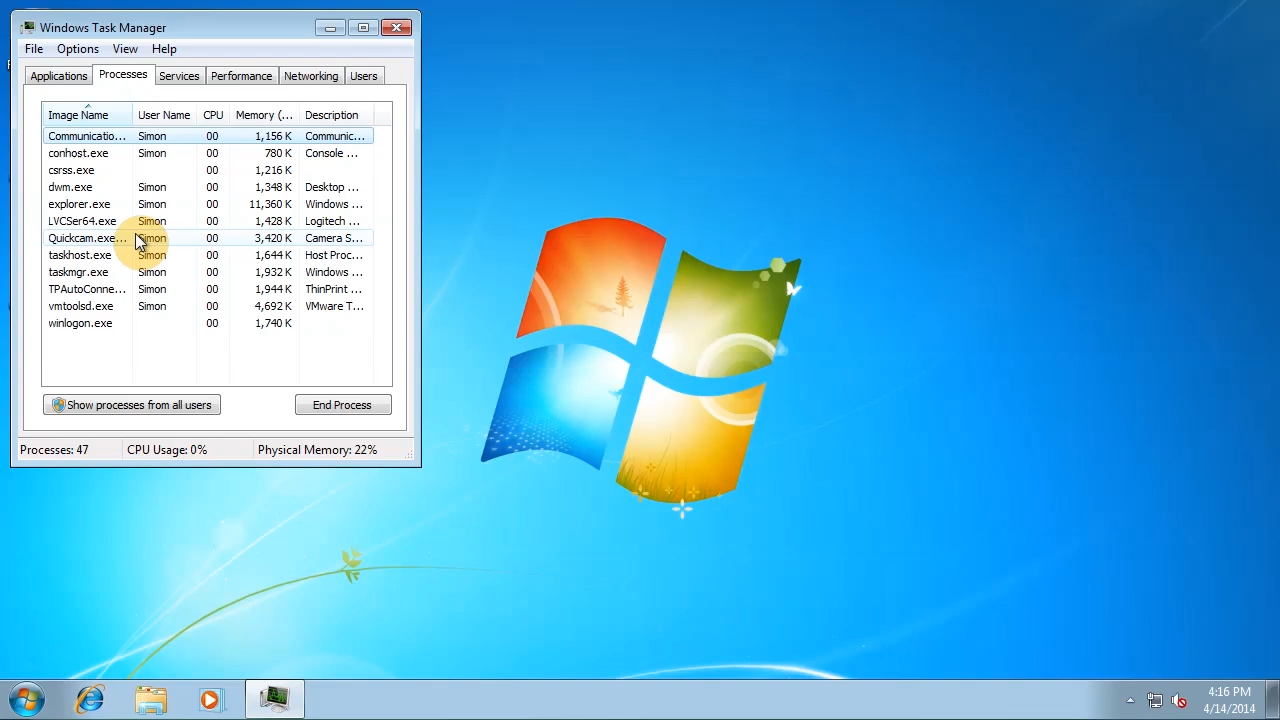 Windows Task Manager
File Options View Help
Applications Processes Services Performance Networking Users
Image Name User Name CPU Memory (... Description
Communicatio... Simon 00 1,156 K Communic...
conhost.exe Simon 00 780 K Console ...
csrss.exe 00 1,216 K
dwm.exe Simon 00 1,348 K Desktop ...
explorer.exe Simon 00 11,360 K Windows ...
LVCSer64.exe Simon 00 1,428 K Logitech ...
Quickcam.exe... Simon 00 3,420 K Camera S...
taskhost.exe Simon 00 1,644 K Host Proc...
taskmgr.exe Simon 00 1,932 K Windows ...
TPAutoConne... Simon 00 1,944 K ThinPrint ...
vmtoolsd.exe Simon 00 4,692 K VMware T...
winlogon.exe 00 1,740 K
Show processes from all users End Process
Processes: 47 CPU Usage: 0% Physical Memory: 22%
4:16 PM
4/14/2014